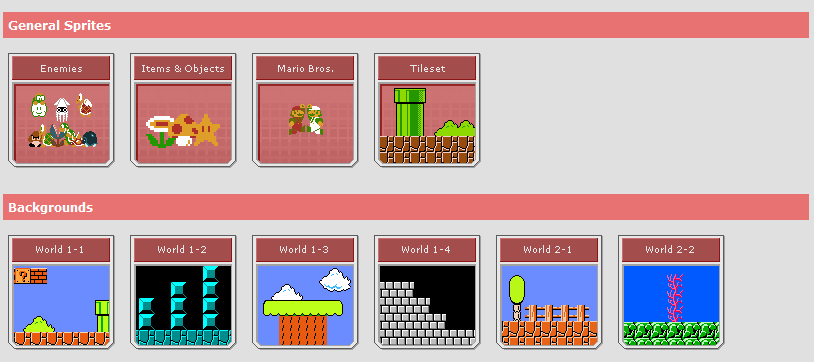 General Sprites
Enemies
Items & Objects
Mario Bros.
Tileset
Backgrounds
World 1-1
World 1-2
World 1-3
World 1-4
World 2-1
World 2-2
?